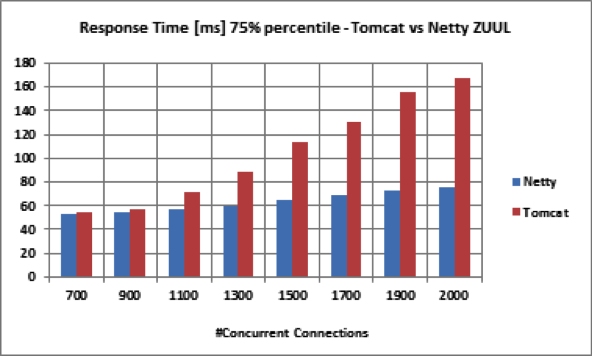 Response Time [ms] 75% percentile - Tomcat vs Netty ZUUL
180
160
140
120
100
80
60
40
20
0
700 900 1100 1300 1500 1700 1900 2000
Netty
Tomcat
#Concurrent Connections